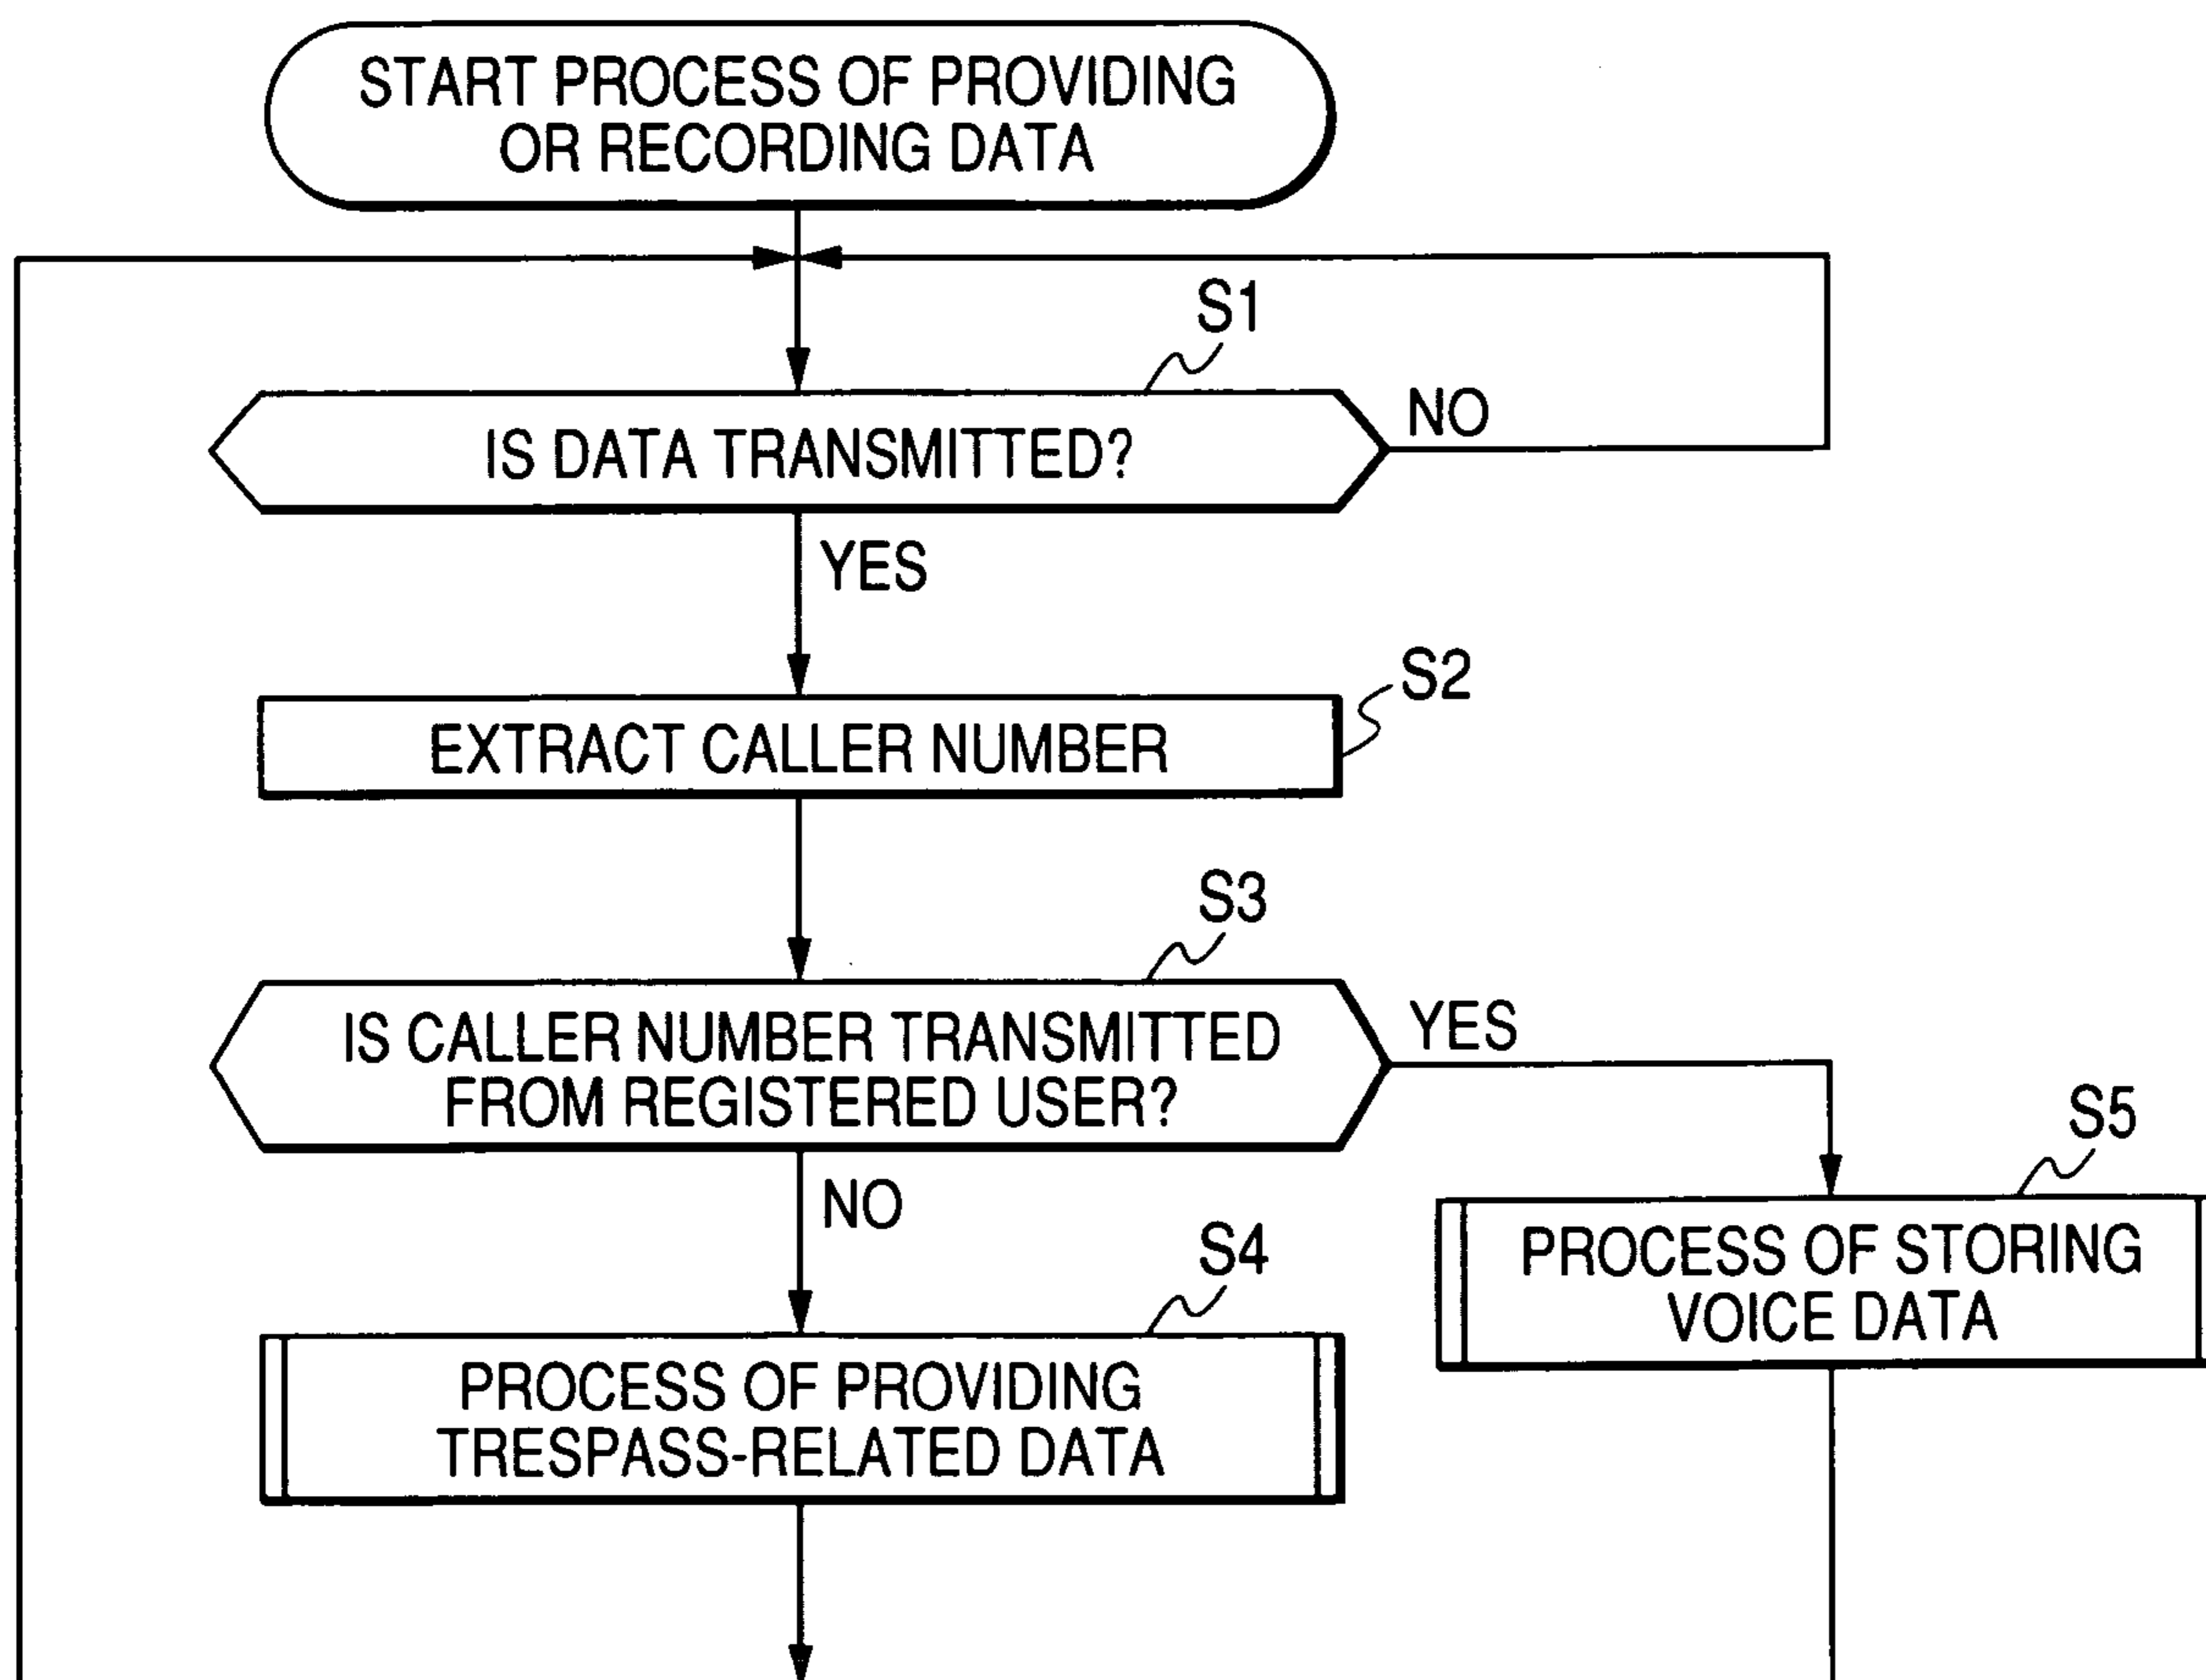 START PROCESS OF PROVIDING
OR RECORDING DATA
S1
IS DATA TRANSMITTED?
NO
YES
S2
EXTRACT CALLER NUMBER
S3
IS CALLER NUMBER TRANSMITTED
FROM REGISTERED USER?
YES
NO
S5
PROCESS OF STORING
VOICE DATA
S4
PROCESS OF PROVIDING
TRESPASS-RELATED DATA